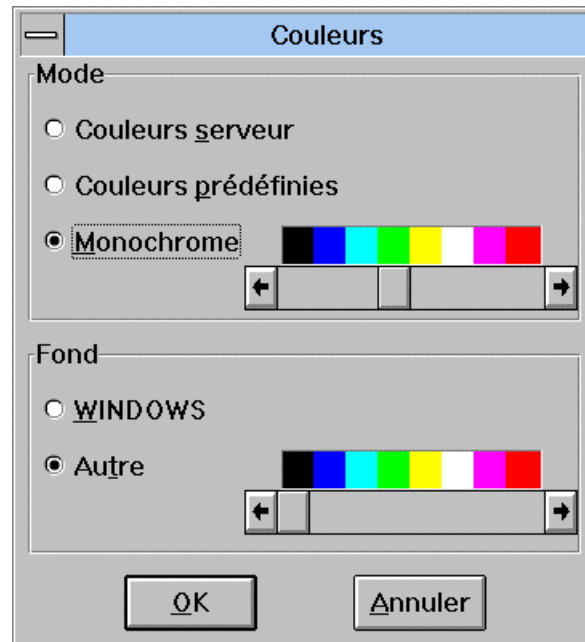 Couleurs
Mode
Couleurs serveur
Couleurs prédéfinies
Monochrome
Fond
WINDOWS
Autre
OK
Annuler